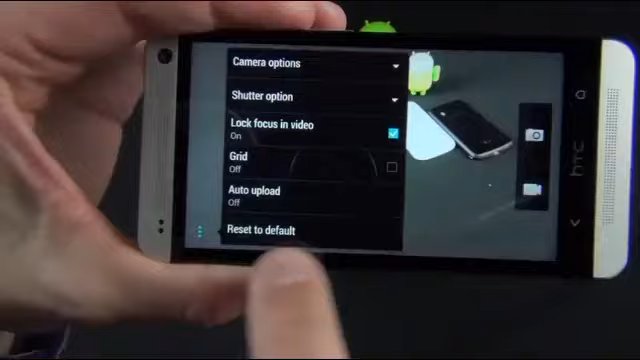 Camera options
Shutter option
Lock focus in video
On
Grid
Off
Auto upload
Off
Reset to default
hTC